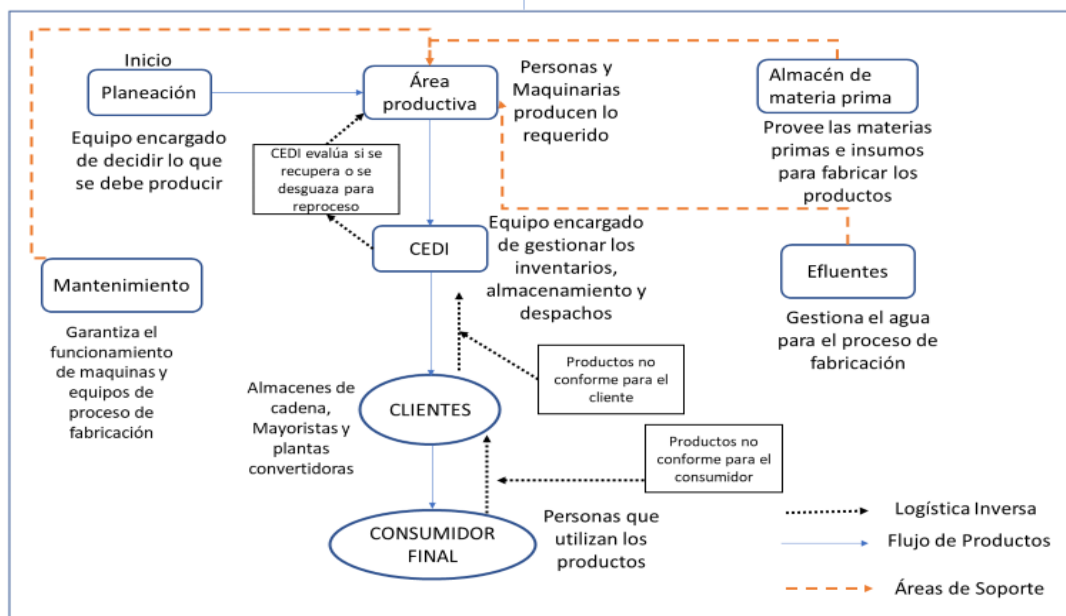 Inicio
Planeación
Equipo encargado
de decidir lo que
se debe producir
Área
productiva
Personas y
Maquinarias
producen lo
requerido
Almacén de
materia prima
Provee las materias
primas e insumos
para fabricar los
productos
CEDI evalúa si se
recupera o se
desguaza para
reproceso
CEDI
Equipo encargado
de gestionar los
inventarios,
almacenamiento y
despachos
Efluentes
Gestiona el agua
para el proceso de
fabricación
Mantenimiento
Garantiza el
funcionamiento
de maquinas y
equipos de
proceso de
fabricación
Productos no
conforme para el
cliente
Almacenes de
cadena,
Mayoristas y
plantas
convertidoras
CLIENTES
Productos no
conforme para el
consumidor
CONSUMIDOR
FINAL
Personas que
utilizan los
productos
Logística Inversa
Flujo de Productos
Áreas de Soporte